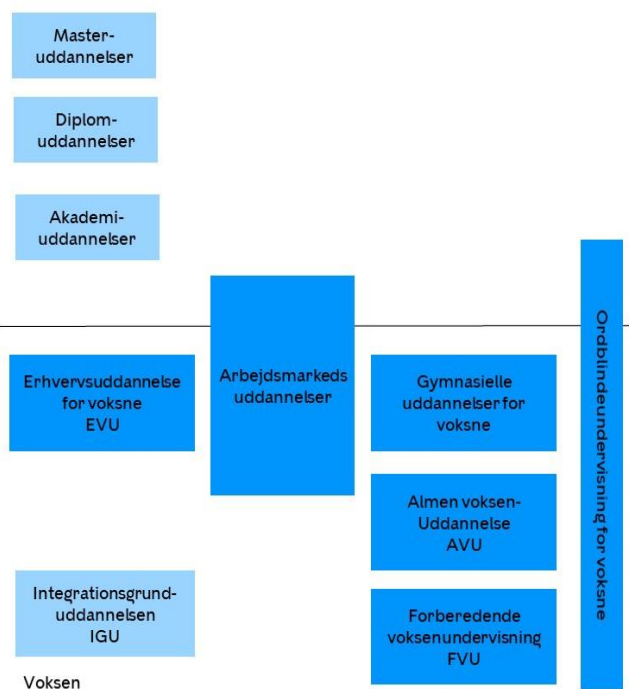 Master-
uddannelser
Diplom-
uddannelser
Akademi-
uddannelser
Arbejdsmarkeds
uddannelser
Ordblindeundervisning for voksne
Erhvervsuddannelse
for voksne
EVU
Gymnasielle
uddannelser for
voksne
Almen voksen-
Uddannelse
AVU
Integrationsgrund-
uddannelsen
IGU
Forberedende
voksenundervisning
FVU
Voksen